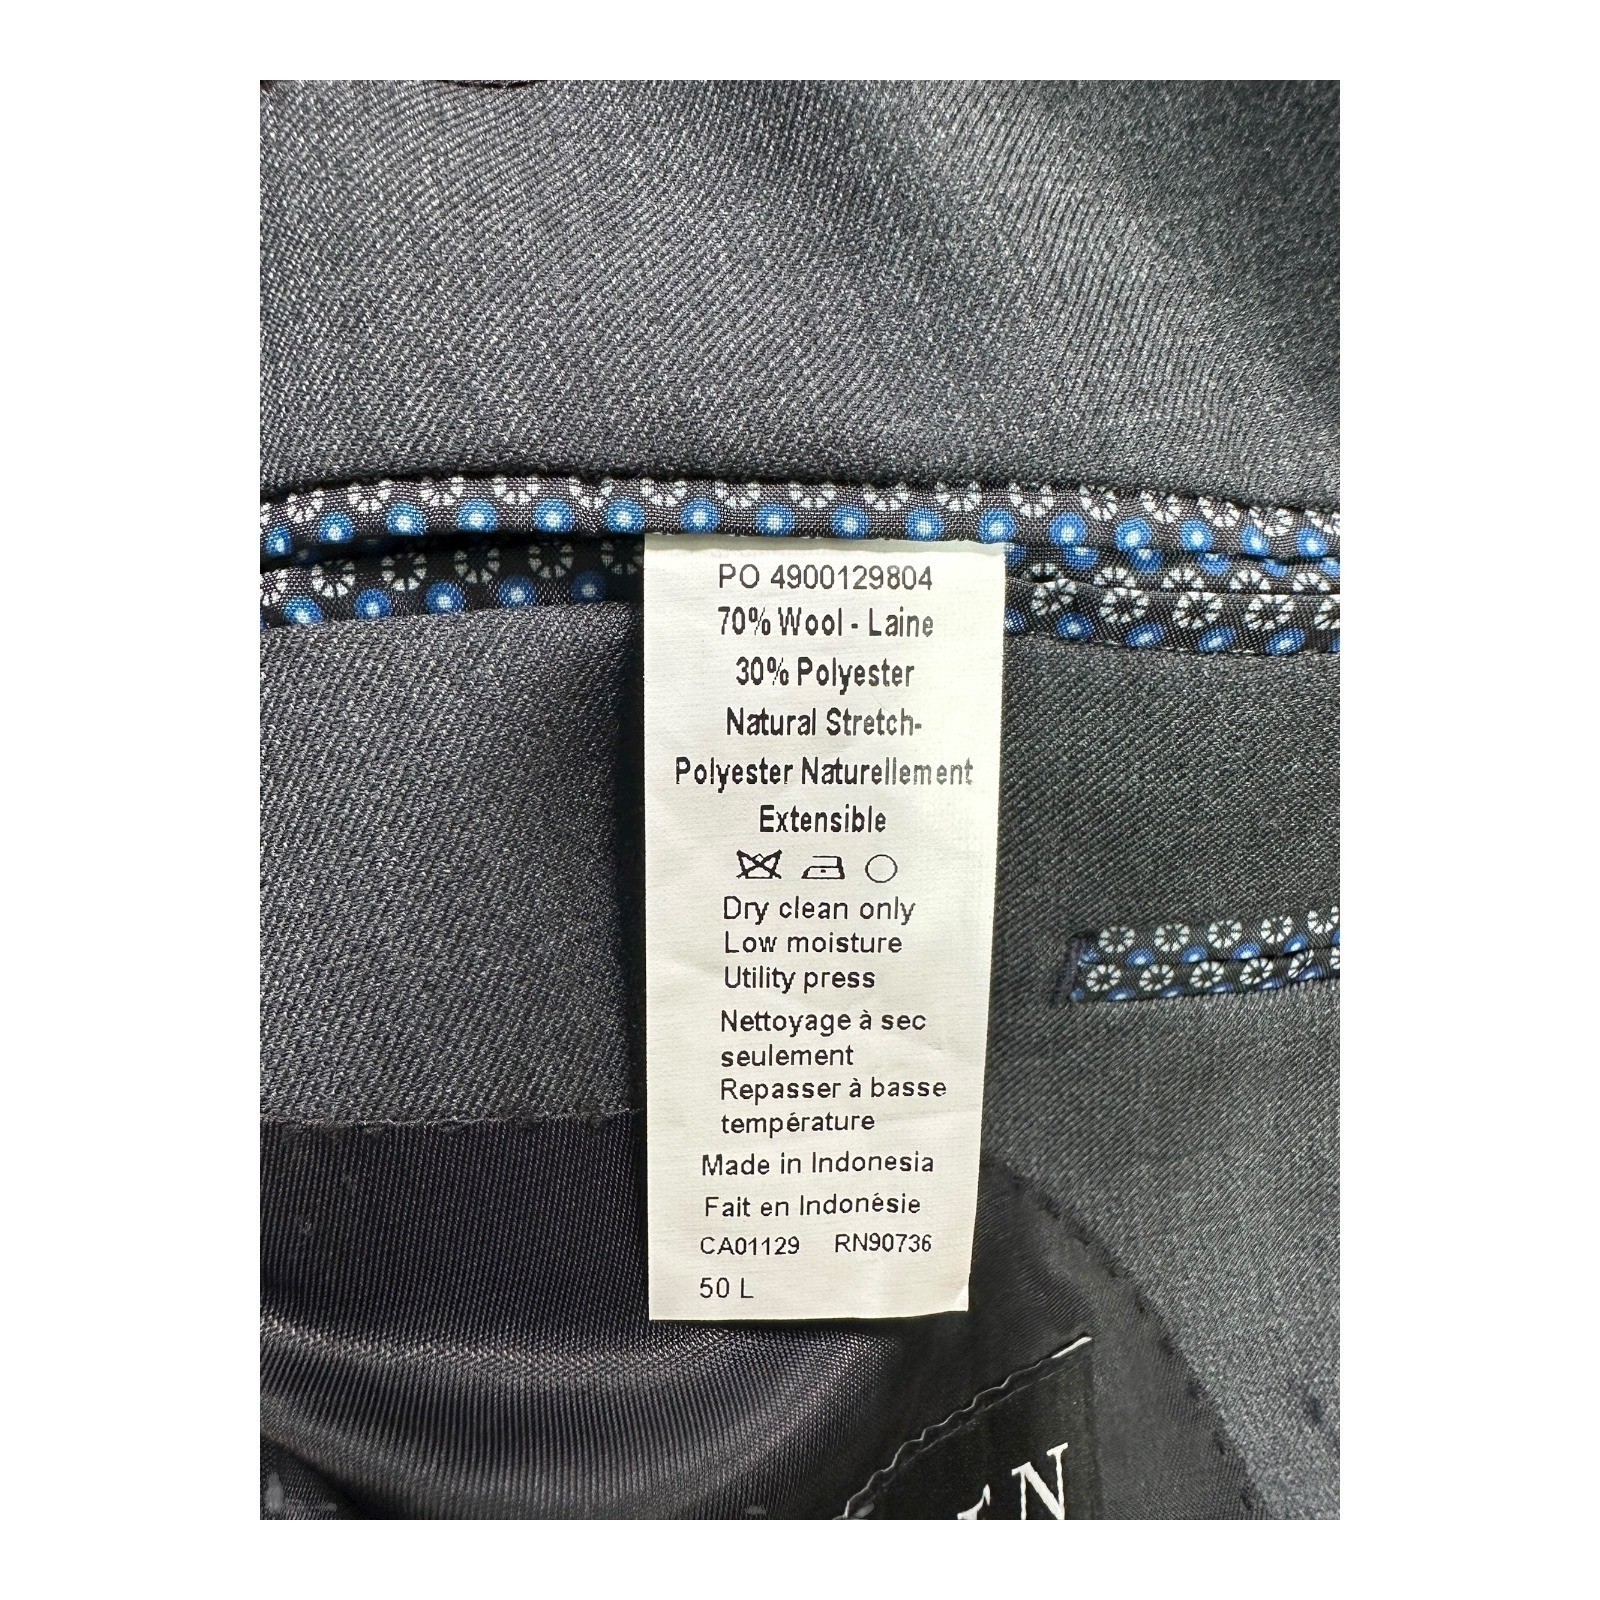 PO 4900129804
70% Wool - Laine
30% Polyester
Natural Stretch-
Polyester Naturellement
Extensible
Dry clean only
Low moisture
Utility press
Nettoyage à sec
seulement
Repasser à basse
température
Made in Indonesia
Fait en Indonésie
CA01129 RN90736
50 L